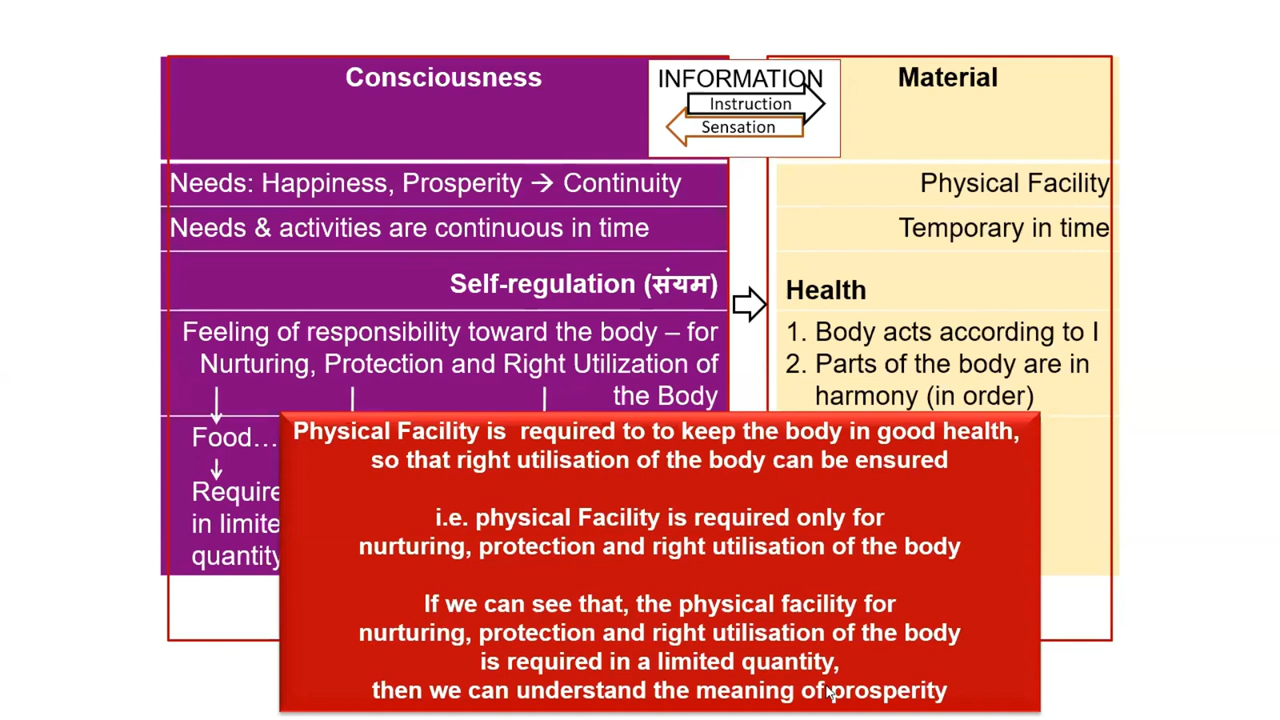 Consciousness
INFORMATION
Instruction
Sensation
Material
Needs: Happiness, Prosperity → Continuity
Physical Facility
Needs & activities are continuous in time
Temporary in time
Self-regulation (संयम)
Health
Feeling of responsibility toward the body – for
Nurturing, Protection and Right Utilization of
the Body
1. Body acts according to I
2. Parts of the body are in
harmony (in order)
Food…
Require
in limite
quantity
Physical Facility is required to to keep the body in good health,
so that right utilisation of the body can be ensured
i.e. physical Facility is required only for
nurturing, protection and right utilisation of the body
If we can see that, the physical facility for
nurturing, protection and right utilisation of the body
is required in a limited quantity,
then we can understand the meaning of prosperity